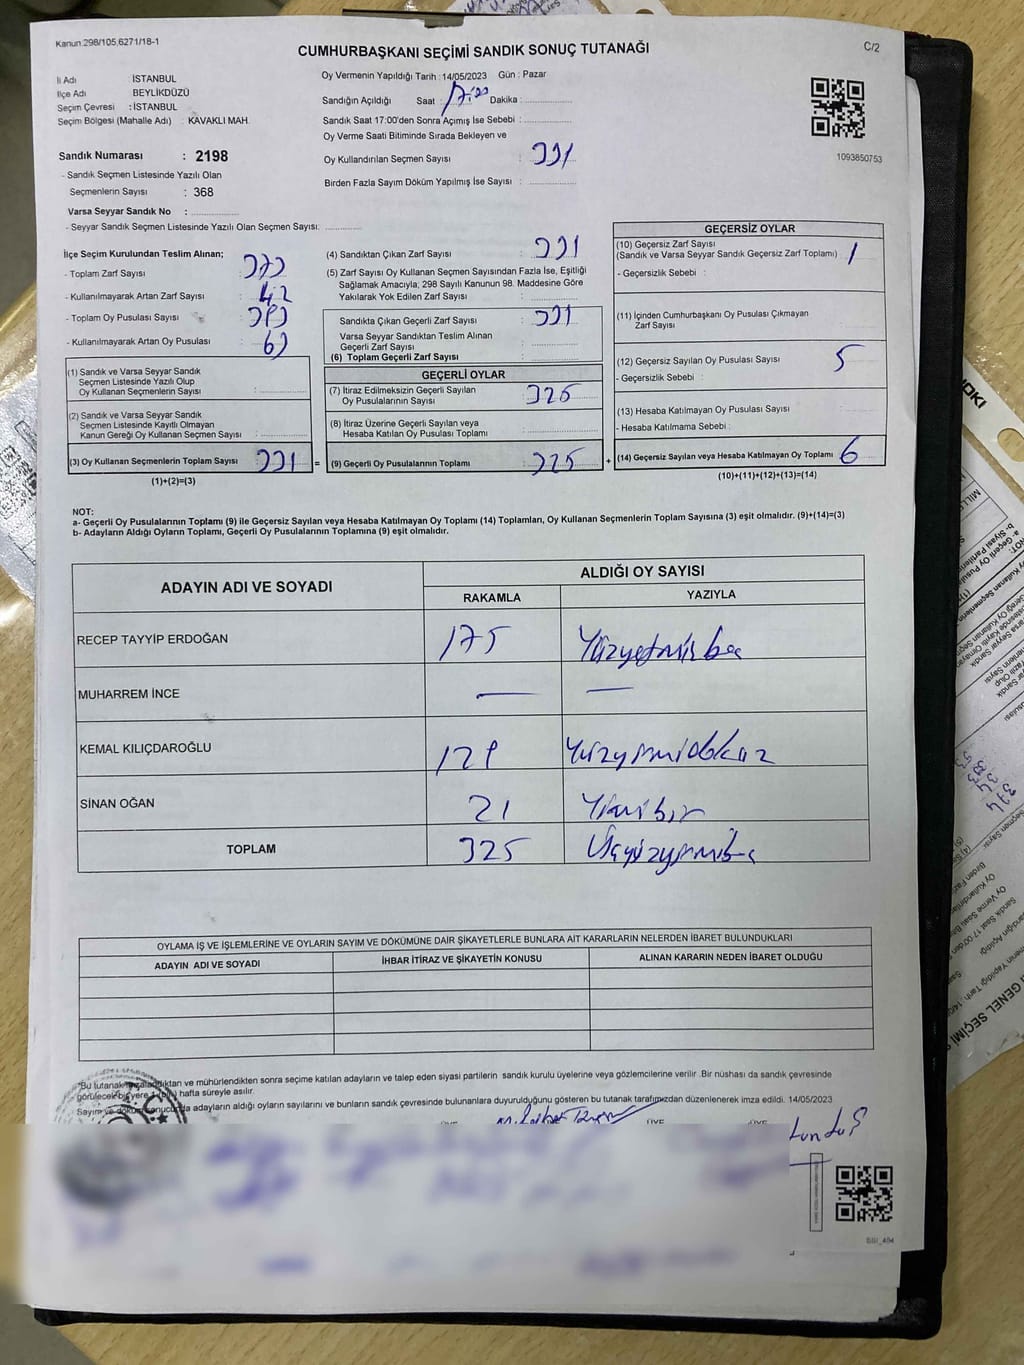 Kanun.298/105,6271/18-1
C/2
CUMHURBAŞKANI SEÇİMİ SANDIK SONUÇ TUTANAĞI
İl Adı : İSTANBUL
İlçe Adı : BEYLİKDÜZÜ
Seçim Çevresi : İSTANBUL
Seçim Bölgesi (Mahalle Adı) : KAVAKLI MAH.
Sandık Numarası : 2198
- Sandık Seçmen Listesinde Yazılı Olan
Seçmenlerin Sayısı : 368
Varsa Seyyar Sandık No :
- Seyyar Sandık Seçmen Listesinde Yazılı Olan Seçmen Sayısı:
Oy Vermenin Yapıldığı Tarih : 14/05/2023 Gün : Pazar
Sandığın Açıldığı Saat : Dakika :
Sandık Saat 17:00'den Sonra Açımış İse Sebebi :
Oy Verme Saati Bitiminde Sırada Bekleyen ve
Oy Kullandırılan Seçmen Sayısı : 331
Birden Fazla Sayım Döküm Yapılmış İse Sayısı :
1093850753
İlçe Seçim Kurulundan Teslim Alınan;
- Toplam Zarf Sayısı : 373
- Kullanılmayarak Artan Zarf Sayısı : 42
- Toplam Oy Pusulası Sayısı : 393
- Kullanılmayarak Artan Oy Pusulası : 63
(1) Sandık ve Varsa Seyyar Sandık
Seçmen Listesinde Yazılı Olup
Oy Kullanan Seçmenlerin Sayısı :
(2) Sandık ve Varsa Seyyar Sandık
Seçmen Listesinde Kayıtlı Olmayan
Kanun Gereği Oy Kullanan Seçmen Sayısı :
(3) Oy Kullanan Seçmenlerin Toplam Sayısı 331 =
(1)+(2)=(3)
(4) Sandıktan Çıkan Zarf Sayısı : 331
(5) Zarf Sayısı Oy Kullanan Seçmen Sayısından Fazla İse, Eşitliği
Sağlamak Amacıyla, 298 Sayılı Kanunun 98. Maddesine Göre
Yakılarak Yok Edilen Zarf Sayısı :
Sandıkta Çıkan Geçerli Zarf Sayısı : 331
Varsa Seyyar Sandıktan Teslim Alınan
Geçerli Zarf Sayısı :
(6) Toplam Geçerli Zarf Sayısı :
GEÇERLİ OYLAR
(7) İtiraz Edilmeksizin Geçerli Sayılan
Oy Pusulalarının Sayısı : 325
(8) İtiraz Üzerine Geçerli Sayılan veya
Hesaba Katılan Oy Pusulası Toplamı :
(9) Geçerli Oy Pusulalarının Toplamı : 325 +
GEÇERSİZ OYLAR
(10) Geçersiz Zarf Sayısı
(Sandık ve Varsa Seyyar Sandık Geçersiz Zarf Toplamı) : 1
- Geçersizlik Sebebi :
(11) İçinden Cumhurbaşkanı Oy Pusulası Çıkmayan
Zarf Sayısı :
(12) Geçersiz Sayılan Oy Pusulası Sayısı : 5
- Geçersizlik Sebebi :
(13) Hesaba Katılmayan Oy Pusulası Sayısı :
- Hesaba Katılmama Sebebi :
(14) Geçersiz Sayılan veya Hesaba Katılmayan Oy Toplamı : 6
(10)+(11)+(12)+(13)=(14)
NOT:
a- Geçerli Oy Pusulalarının Toplamı (9) ile Geçersiz Sayılan veya Hesaba Katılmayan Oy Toplamı (14) Toplamları, Oy Kullanan Seçmenlerin Toplam Sayısına (3) eşit olmalıdır. (9)+(14)=(3)
b- Adayların Aldığı Oyların Toplamı, Geçerli Oy Pusulalarının Toplamına (9) eşit olmalıdır.
ADAYIN ADI VE SOYADI
ALDIĞI OY SAYISI
RAKAMLA YAZIYLA
RECEP TAYYİP ERDOĞAN 175 Yüzyetmişbeş
MUHARREM İNCE — —
KEMAL KILIÇDAROĞLU 129 Yüzyirmidokuz
SİNAN OĞAN 21 Yirmibir
TOPLAM 325 Üçyüzyirmibeş
OYLAMA İŞ VE İŞLEMLERİNE VE OYLARIN SAYIM VE DÖKÜMÜNE DAİR ŞİKAYETLERLE BUNLARA AİT KARARLARIN NELERDEN İBARET BULUNDUKLARI
ADAYIN ADI VE SOYADI İHBAR İTİRAZ VE ŞİKAYETİN KONUSU ALINAN KARARIN NEDEN İBARET OLDUĞU
"Bu tutanak imzalandıktan ve mühürlendikten sonra seçime katılan adayların ve talep eden siyasi partilerin sandık kurulu üyelerine veya gözlemcilerine verilir .Bir nüshası da sandık çevresinde
görülecek bir yere 1 (bir) hafta süreyle asılır.
Sayım ve döküm sonucunda adayların aldığı oyların sayılarını ve bunların sandık çevresinde bulunanlara duyurulduğunu gösteren bu tutanak tarafımızdan düzenlenerek imza edildi. 14/05/2023
ÜYE